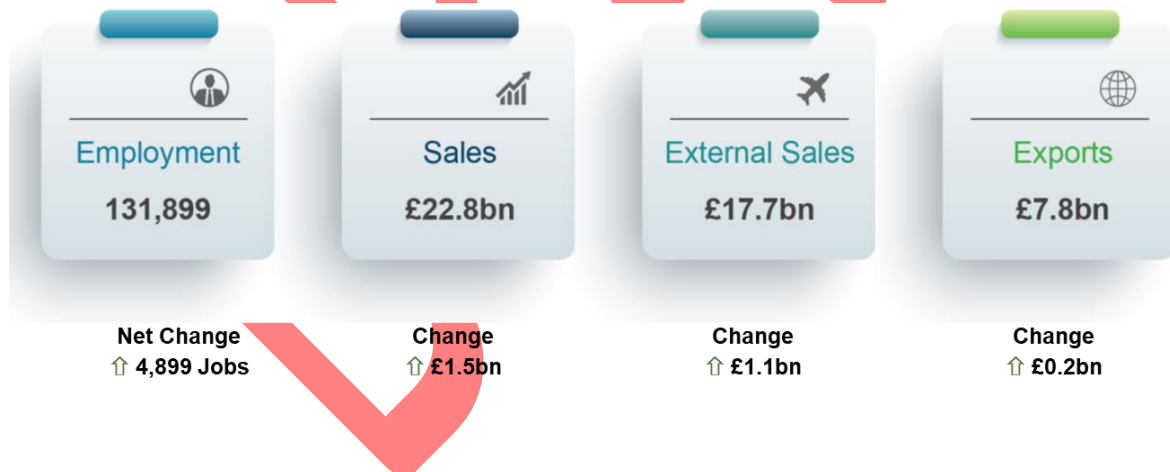 Employment
131,899
Net Change
⇧ 4,899 Jobs
Sales
£22.8bn
Change
⇧ £1.5bn
External Sales
£17.7bn
Change
⇧ £1.1bn
Exports
£7.8bn
Change
⇧ £0.2bn